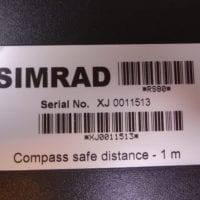 SIMRAD
*RS80*
Serial No. XJ 0011513
*XJ0011513*
Compass safe distance - 1 m